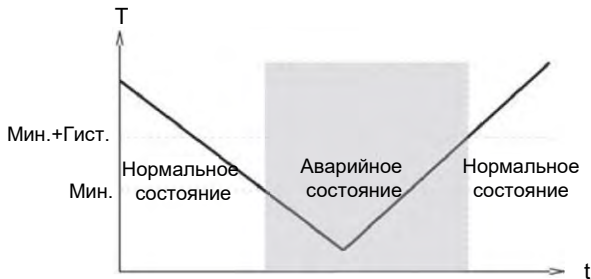 T
Мин.+Гист.
Мин.
Нормальное
состояние
Аварийное
состояние
Нормальное
состояние
t